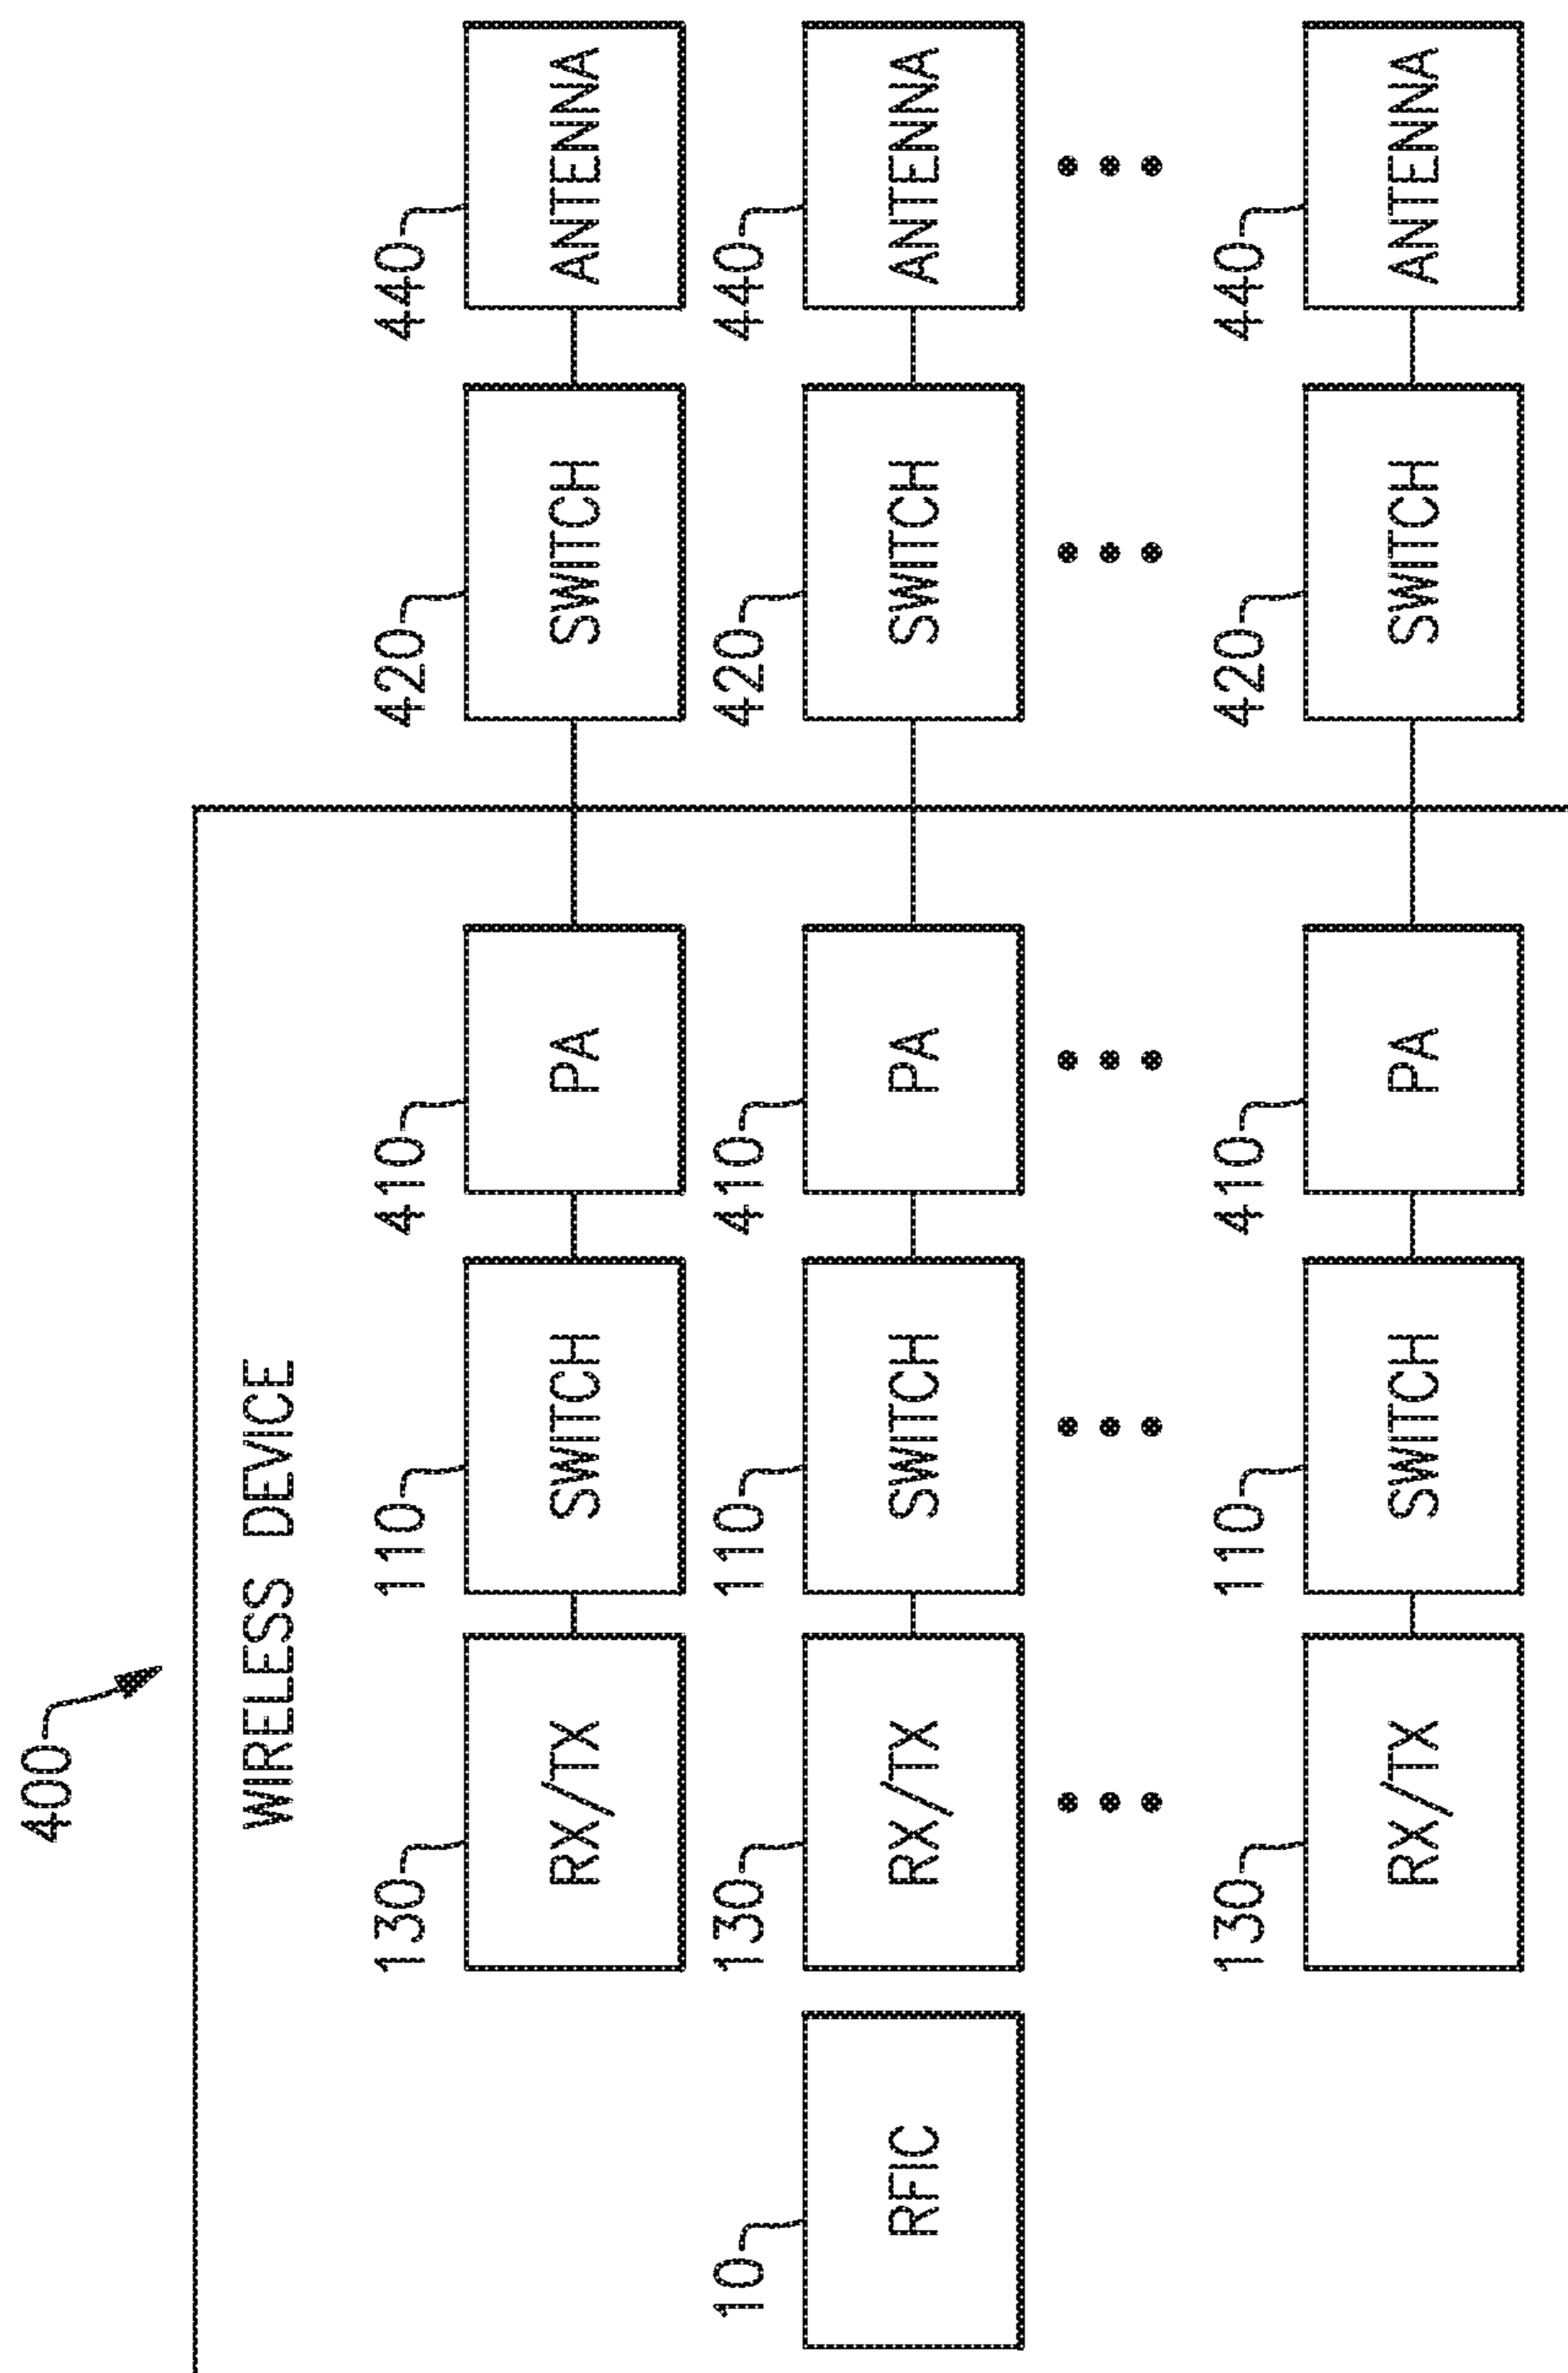 400
WIRELESS DEVICE
130 110 410 420 440
RX/TX SWITCH PA SWITCH ANTENNA
10 130 110 410 420 440
RFIC RX/TX SWITCH PA SWITCH ANTENNA
130 110 410 420 440
RX/TX SWITCH PA SWITCH ANTENNA